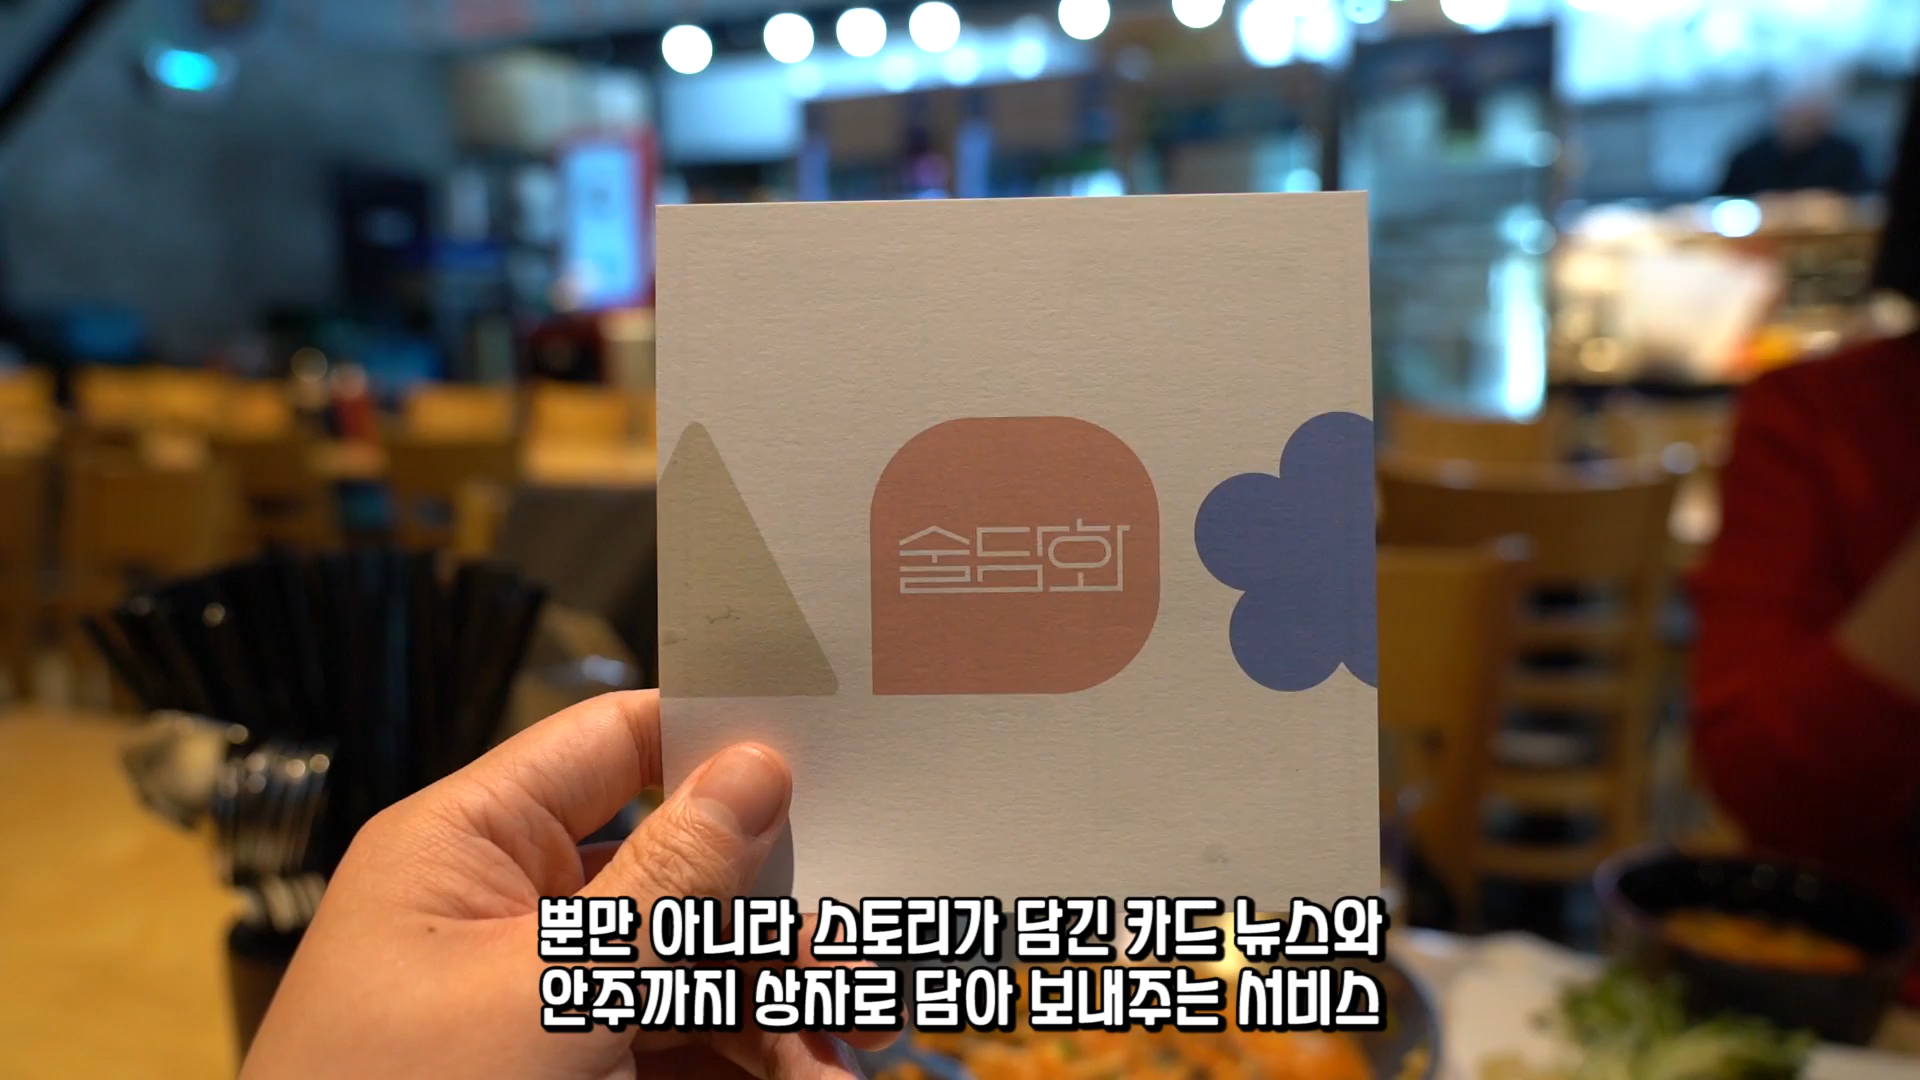 술담화
뿐만 아니라 스토리가 담긴 카드 뉴스와
안주까지 상자로 담아 보내주는 서비스